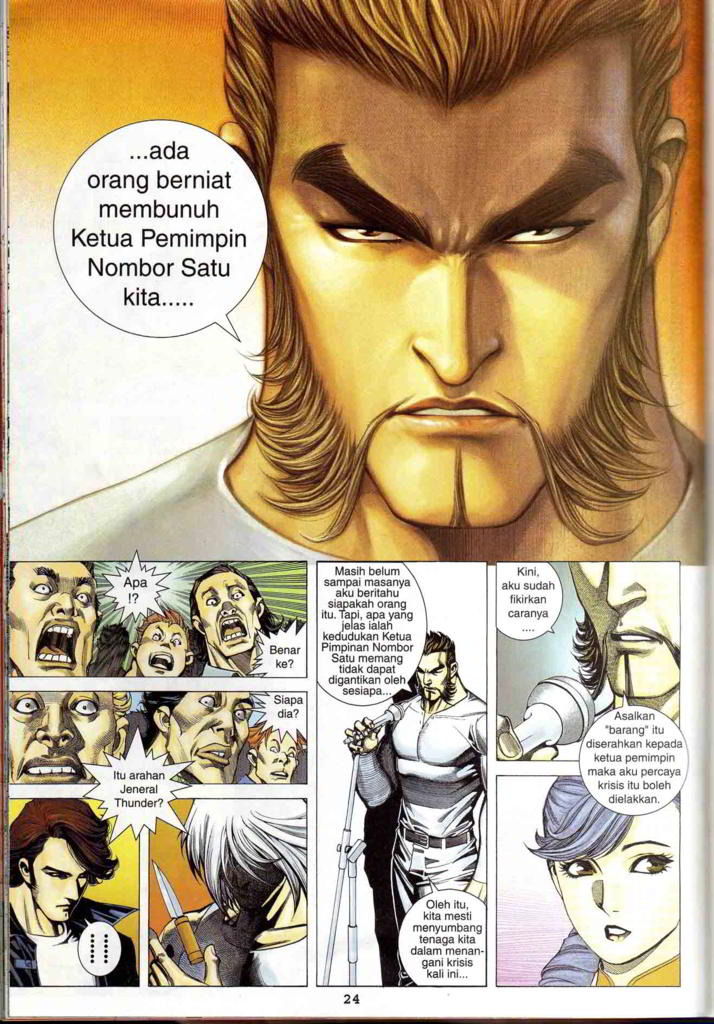 ...ada
orang berniat
membunuh
Ketua Pemimpin
Nombor Satu
kita.....
Apa
!?
Benar
ke?
Siapa
dia?
Itu arahan
Jeneral
Thunder?
Masih belum
sampai masanya
aku beritahu
siapakah orang
itu. Tapi, apa yang
jelas ialah
kedudukan Ketua
Pimpinan Nombor
Satu memang
tidak dapat
digantikan oleh
sesiapa...
Oleh itu,
kita mesti
menyumbang
tenaga kita
dalam menan-
gani krisis
kali ini...
Kini,
aku sudah
fikirkan
caranya
....
Asalkan
"barang" itu
diserahkan kepada
ketua pemimpin
maka aku percaya
krisis itu boleh
dielakkan.
24